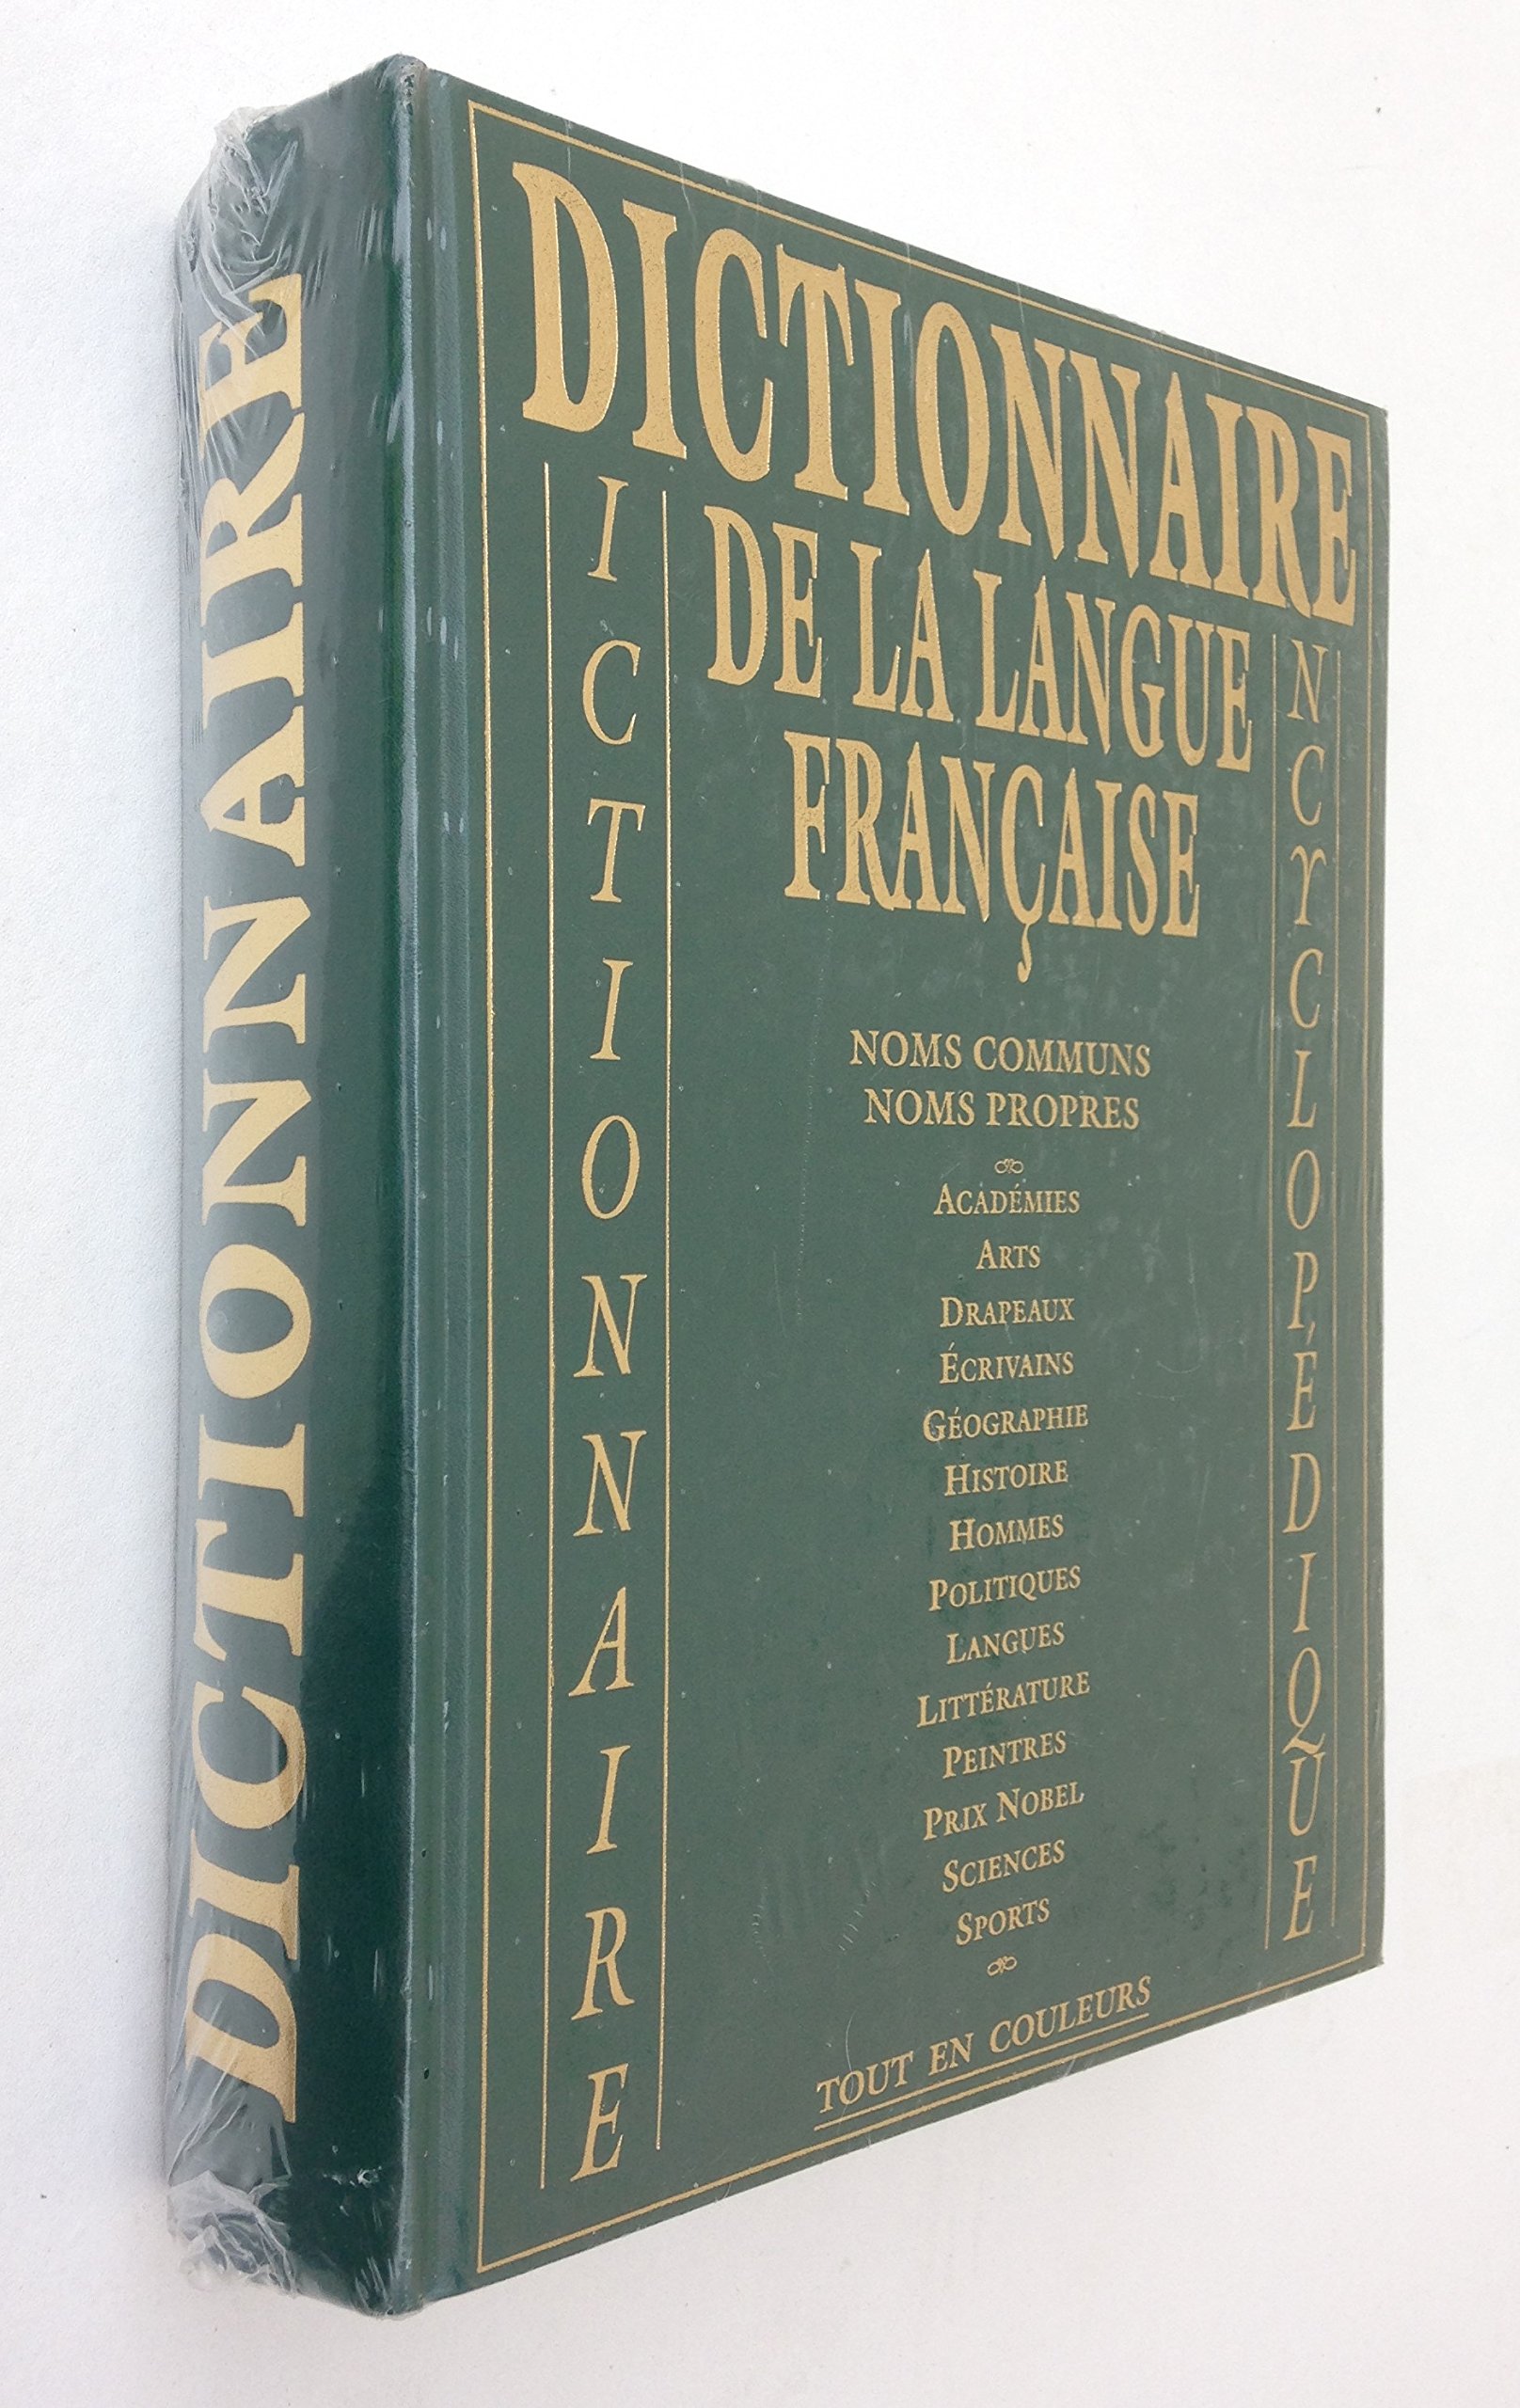 DICTIONNAIRE
DICTIONNAIRE
DE LA LANGUE
FRANÇAISE
ICTIONNAIRE
NCYCLOPÉDIQUE
NOMS COMMUNS
NOMS PROPRES
ACADÉMIES
ARTS
DRAPEAUX
ÉCRIVAINS
GÉOGRAPHIE
HISTOIRE
HOMMES
POLITIQUES
LANGUES
LITTÉRATURE
PEINTRES
PRIX NOBEL
SCIENCES
SPORTS
TOUT EN COULEURS